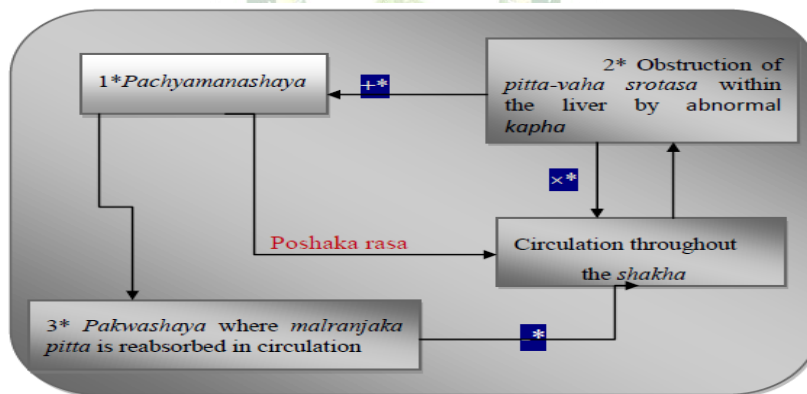 1*Pachyamanashaya
+*
2* Obstruction of
pitta-vaha srotasa within
the liver by abnormal
kapha
×*
Poshaka rasa
Circulation throughout
the shakha
3* Pakwashaya where malranjaka
pitta is reabsorbed in circulation
*